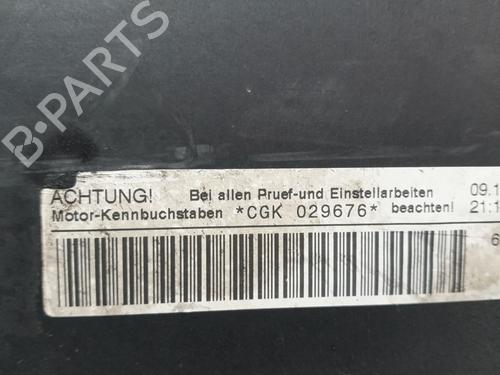 B-PARTS
ACHTUNG! Bei allen Pruef-und Einstellarbeiten 09.1
Motor-Kennbuchstaben *CGK 029676* beachten! 21:1
6